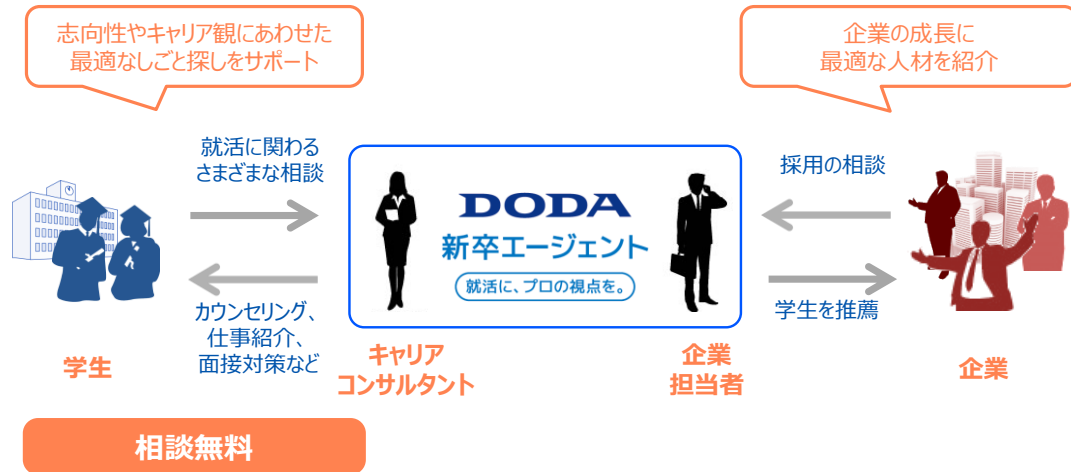 志向性やキャリア観にあわせた
最適なしごと探しをサポート
企業の成長に
最適な人材を紹介
就活に関わる
さまざまな相談
採用の相談
DODA
新卒エージェント
就活に、プロの視点を。
カウンセリング、
仕事紹介、
面接対策など
学生を推薦
学生
キャリア
コンサルタント
企業
担当者
企業
相談無料